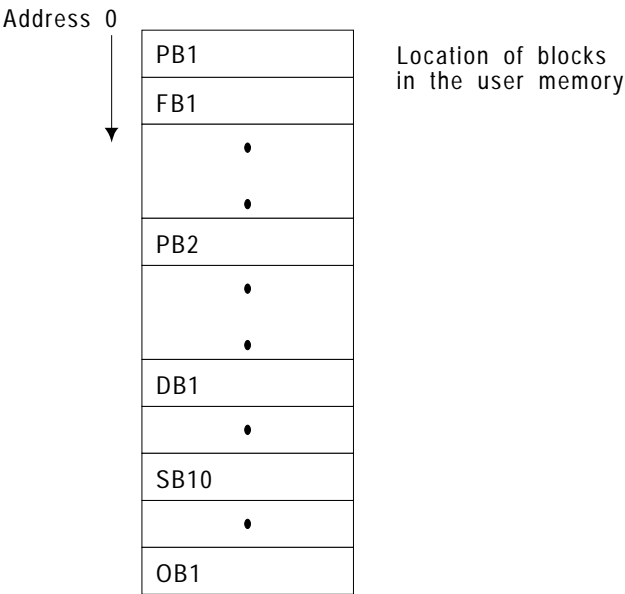 Address 0
PB1
Location of blocks
in the user memory
FB1
PB2
DB1
SB10
OB1